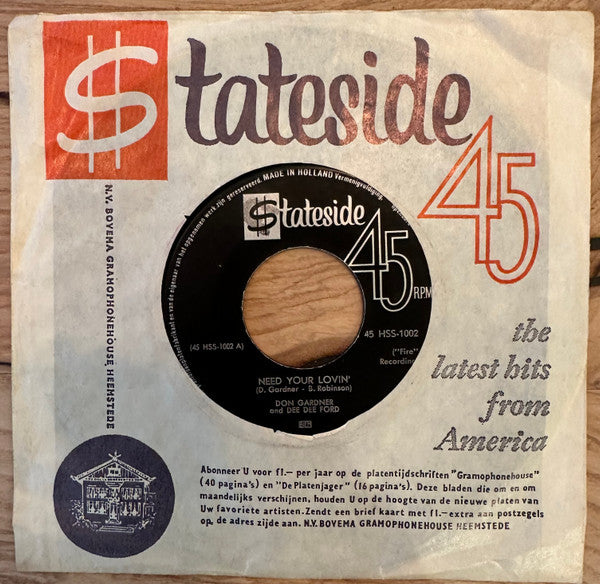 $tateside
45
N.V. BOVEMA GRAMOPHONEHOUSE HEEMSTEDE
MADE IN HOLLAND
$tateside
45
RPM
45 HSS-1002
(45 HSS-1002 A)
("Fire"
Recording
NEED YOUR LOVIN'
(D. Gardner - B. Robinson)
DON GARDNER
and DEE DEE FORD
the
latest hits
from
America
Abonneer U voor fl.— per jaar op de platentijdschriften "Gramophonehouse"
(40 pagina's) en "De Platenjager" (16 pagina's). Deze bladen die om en om
maandelijks verschijnen, houden U op de hoogte van de nieuwe platen van
Uw favoriete artisten. Zendt een brief kaart met fl.— extra aan postzegels
op, de adres zijde aan. N.V. BOVEMA GRAMOPHONEHOUSE HEEMSTEDE